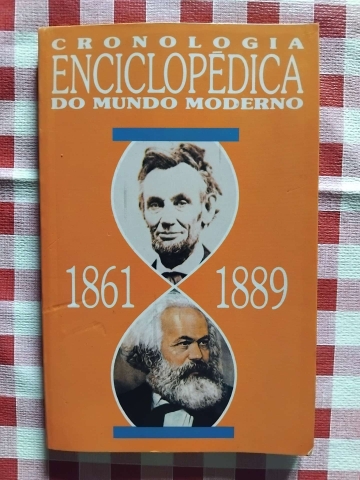 CRONOLOGIA
ENCICLOPÉDICA
DO MUNDO MODERNO
1861 1889